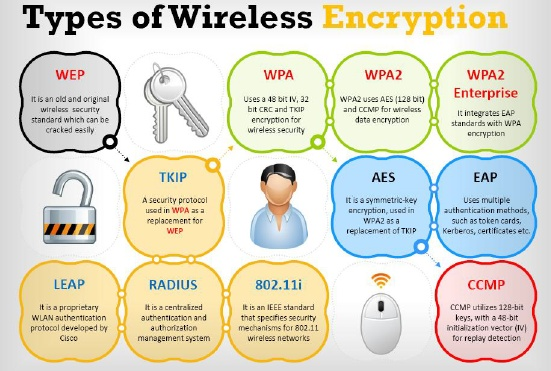 Types of Wireless Encryption
WEP
It is an old and original
wireless security
standard which can be
cracked easily
WPA
Uses a 48 bit IV, 32
bit CRC and TKIP
encryption for
wireless security
WPA2
WPA2 uses AES (128 bit)
and CCMP for wireless
data encryption
WPA2
Enterprise
It integrates EAP
standards with WPA
encryption
TKIP
A security protocol
used in WPA as a
replacement for
WEP
AES
It is a symmetric-key
encryption, used in
WPA2 as a
replacement of TKIP
EAP
Uses multiple
authentication methods,
such as token cards,
Kerberos, certificates etc.
LEAP
It is a proprietary
WLAN authentication
protocol developed by
Cisco
RADIUS
It is a centralized
authentication and
authorization
management system
802.11i
It is an IEEE standard
that specifies security
mechanisms for 802.11
wireless networks
CCMP
CCMP utilizes 128-bit
keys, with a 48-bit
initialization vector (IV)
for replay detection